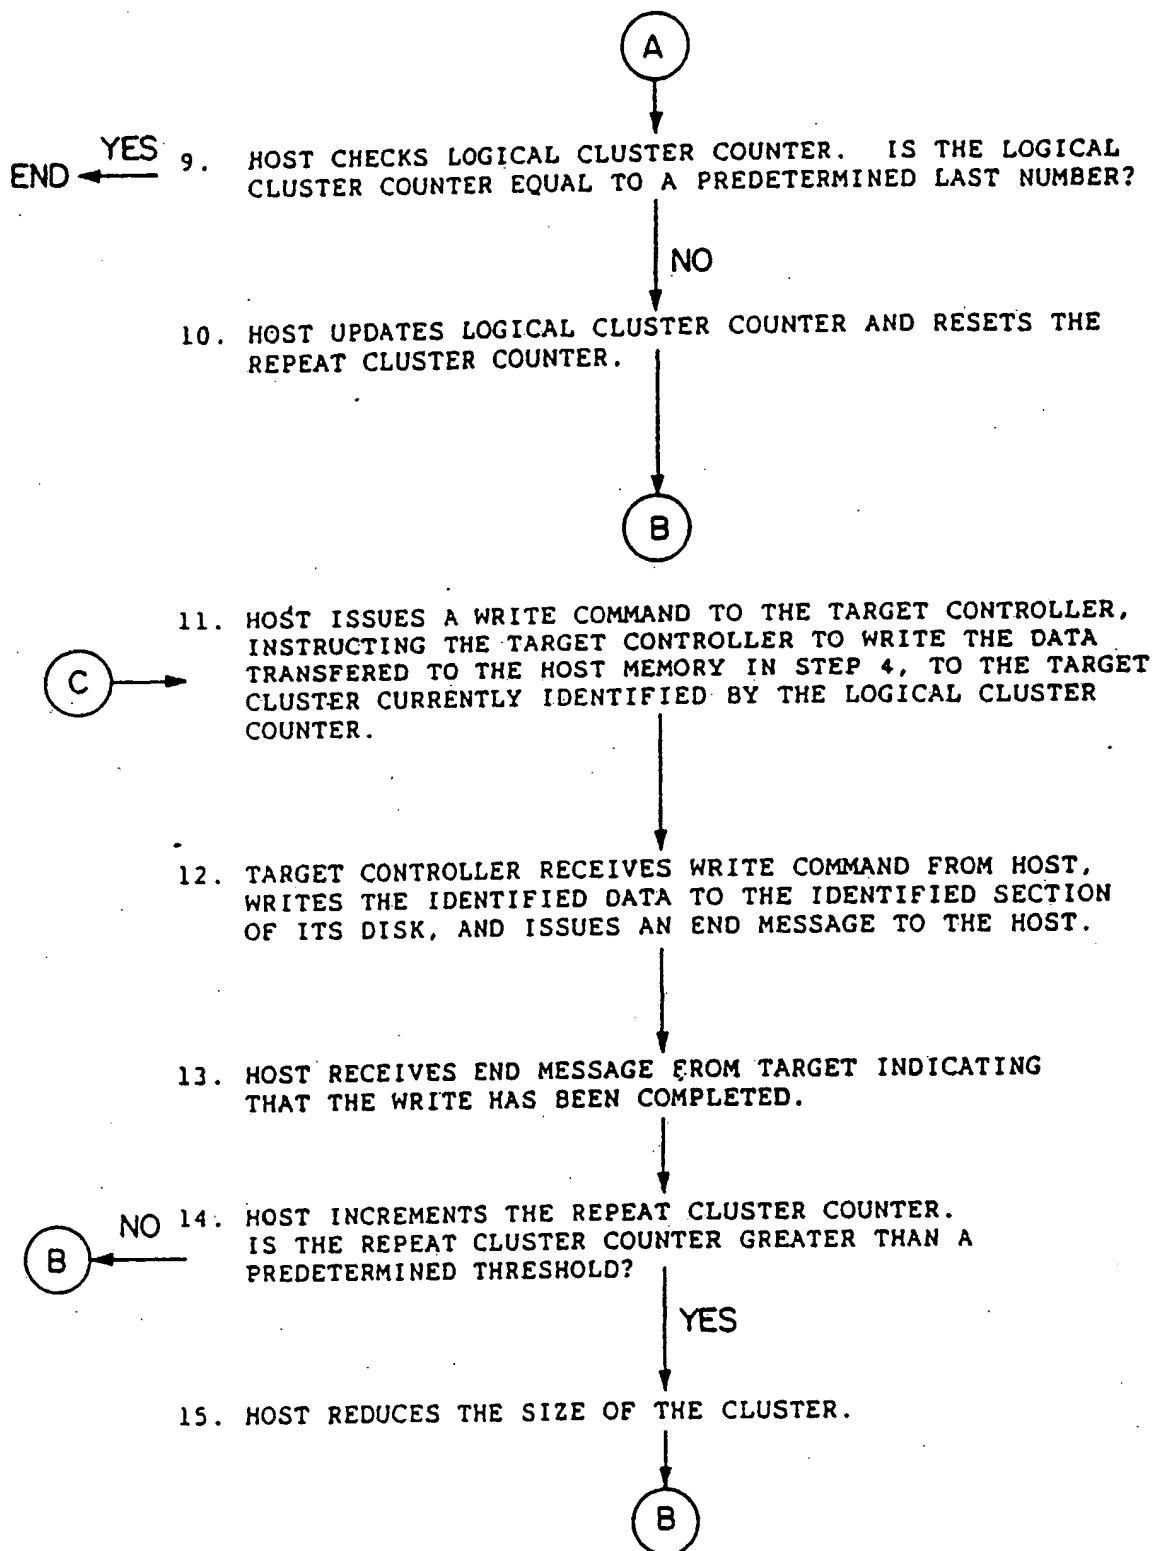 A
END YES 9. HOST CHECKS LOGICAL CLUSTER COUNTER. IS THE LOGICAL
CLUSTER COUNTER EQUAL TO A PREDETERMINED LAST NUMBER?
NO
10. HOST UPDATES LOGICAL CLUSTER COUNTER AND RESETS THE
REPEAT CLUSTER COUNTER.
B
11. HOST ISSUES A WRITE COMMAND TO THE TARGET CONTROLLER,
INSTRUCTING THE TARGET CONTROLLER TO WRITE THE DATA
C TRANSFERED TO THE HOST MEMORY IN STEP 4, TO THE TARGET
CLUSTER CURRENTLY IDENTIFIED BY THE LOGICAL CLUSTER
COUNTER.
12. TARGET CONTROLLER RECEIVES WRITE COMMAND FROM HOST,
WRITES THE IDENTIFIED DATA TO THE IDENTIFIED SECTION
OF ITS DISK, AND ISSUES AN END MESSAGE TO THE HOST.
13. HOST RECEIVES END MESSAGE FROM TARGET INDICATING
THAT THE WRITE HAS BEEN COMPLETED.
NO 14. HOST INCREMENTS THE REPEAT CLUSTER COUNTER.
B IS THE REPEAT CLUSTER COUNTER GREATER THAN A
PREDETERMINED THRESHOLD?
YES
15. HOST REDUCES THE SIZE OF THE CLUSTER.
B